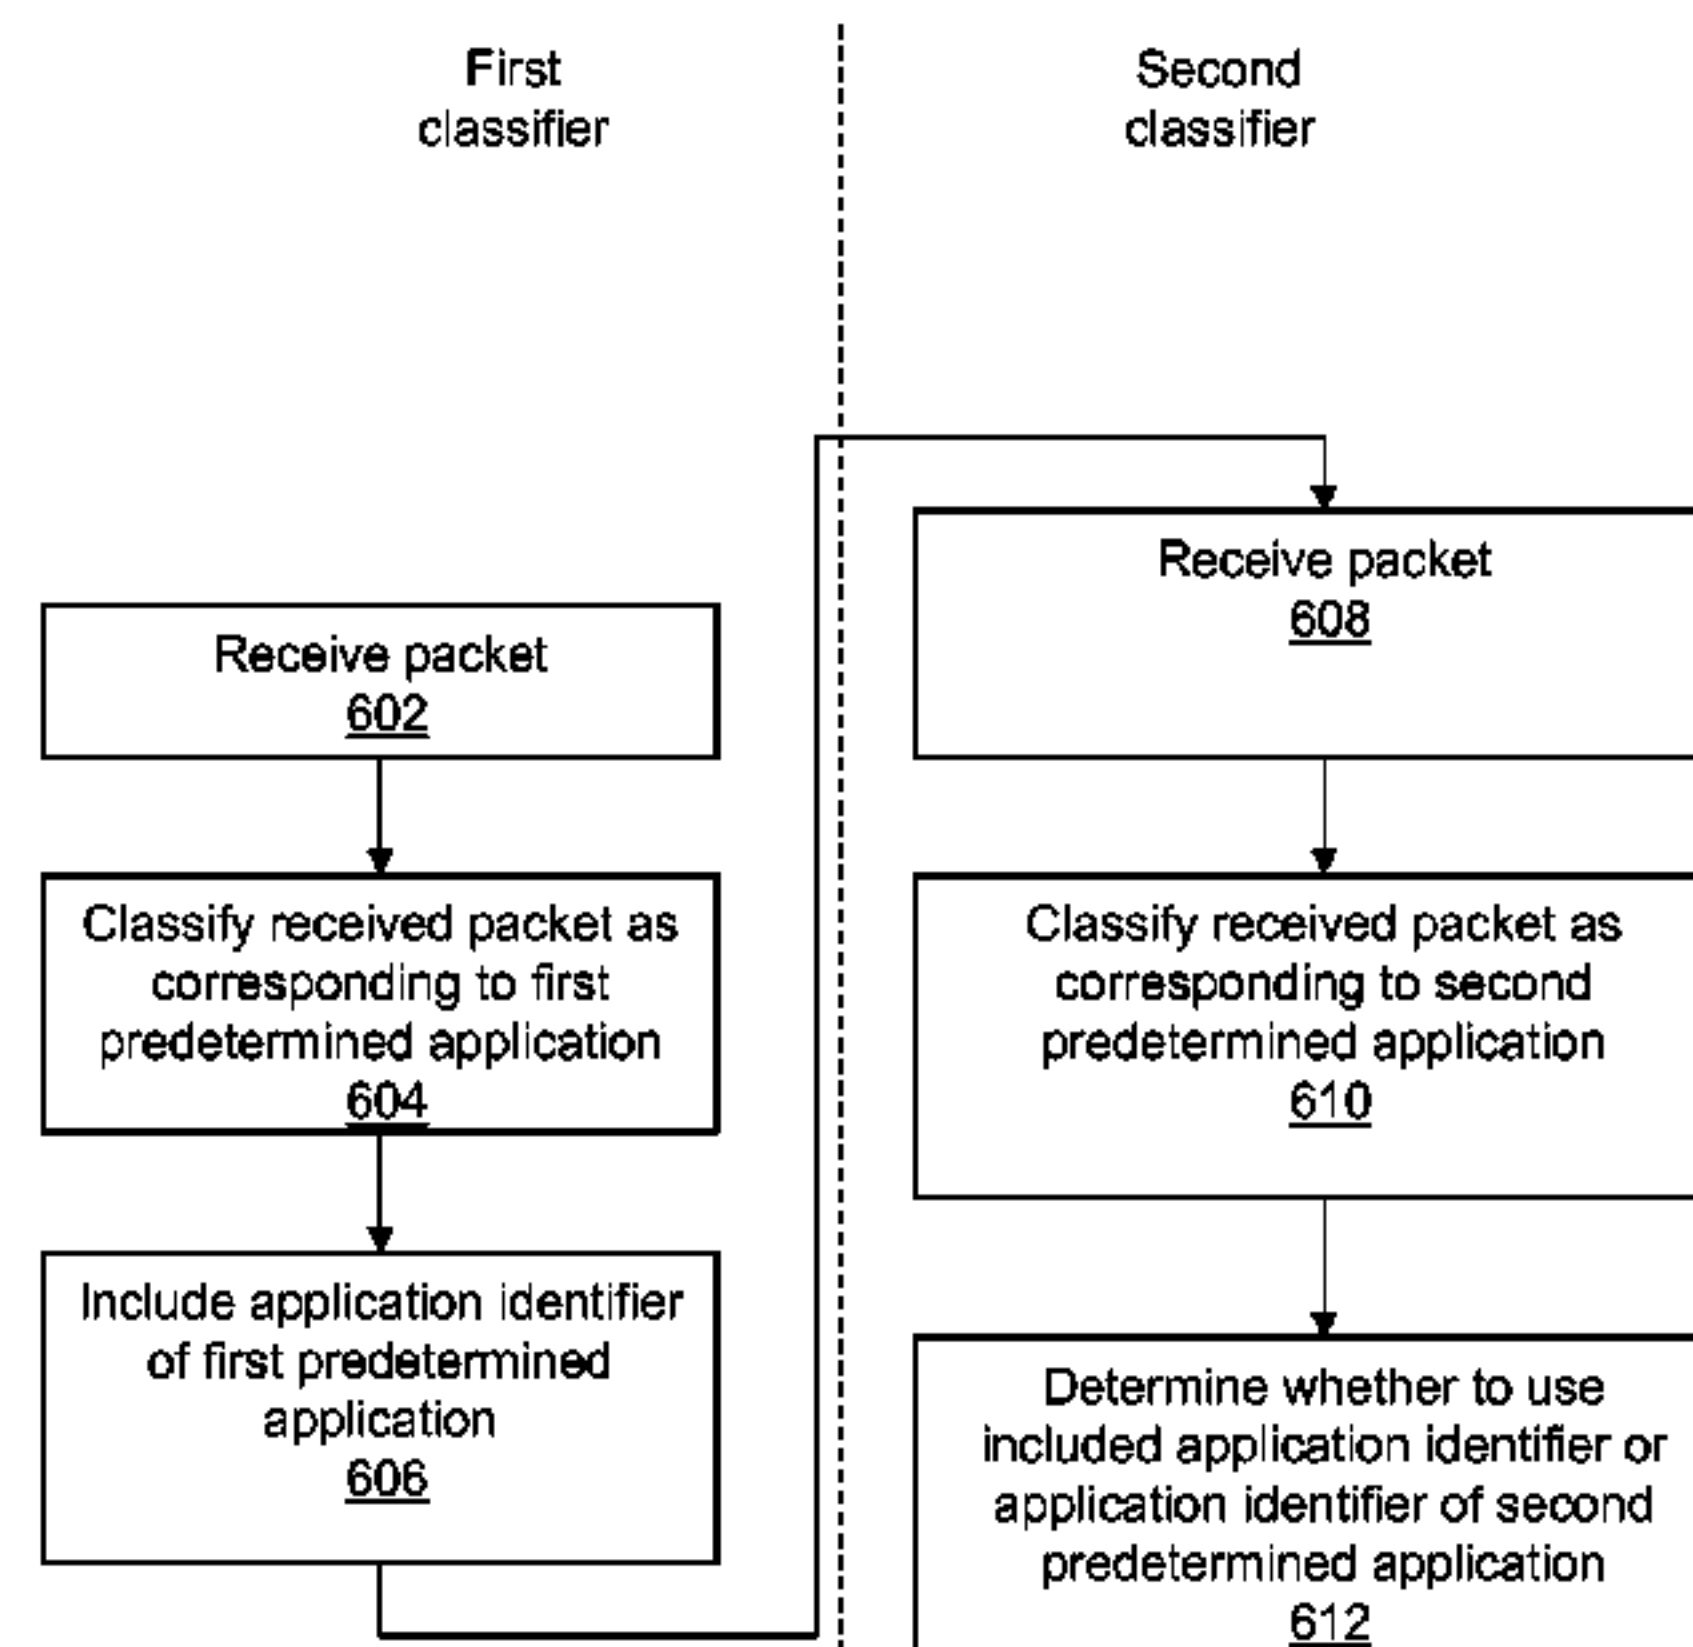 First
classifier
Second
classifier
Receive packet
602
Classify received packet as
corresponding to first
predetermined application
604
Include application identifier
of first predetermined
application
606
Receive packet
608
Classify received packet as
corresponding to second
predetermined application
610
Determine whether to use
included application identifier or
application identifier of second
predetermined application
612